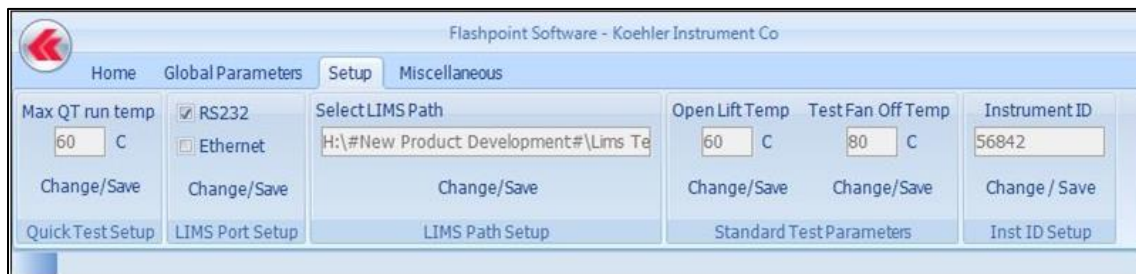 Flashpoint Software - Koehler Instrument Co
Home Global Parameters Setup Miscellaneous
Max QT run temp
60 C
Change/Save
Quick Test Setup
RS232
Ethernet
Change/Save
LIMS Port Setup
Select LIMS Path
H:\#New Product Development#\Lims Te
Change/Save
LIMS Path Setup
Open Lift Temp Test Fan Off Temp
60 C 80 C
Change/Save Change/Save
Standard Test Parameters
Instrument ID
56842
Change / Save
Inst ID Setup